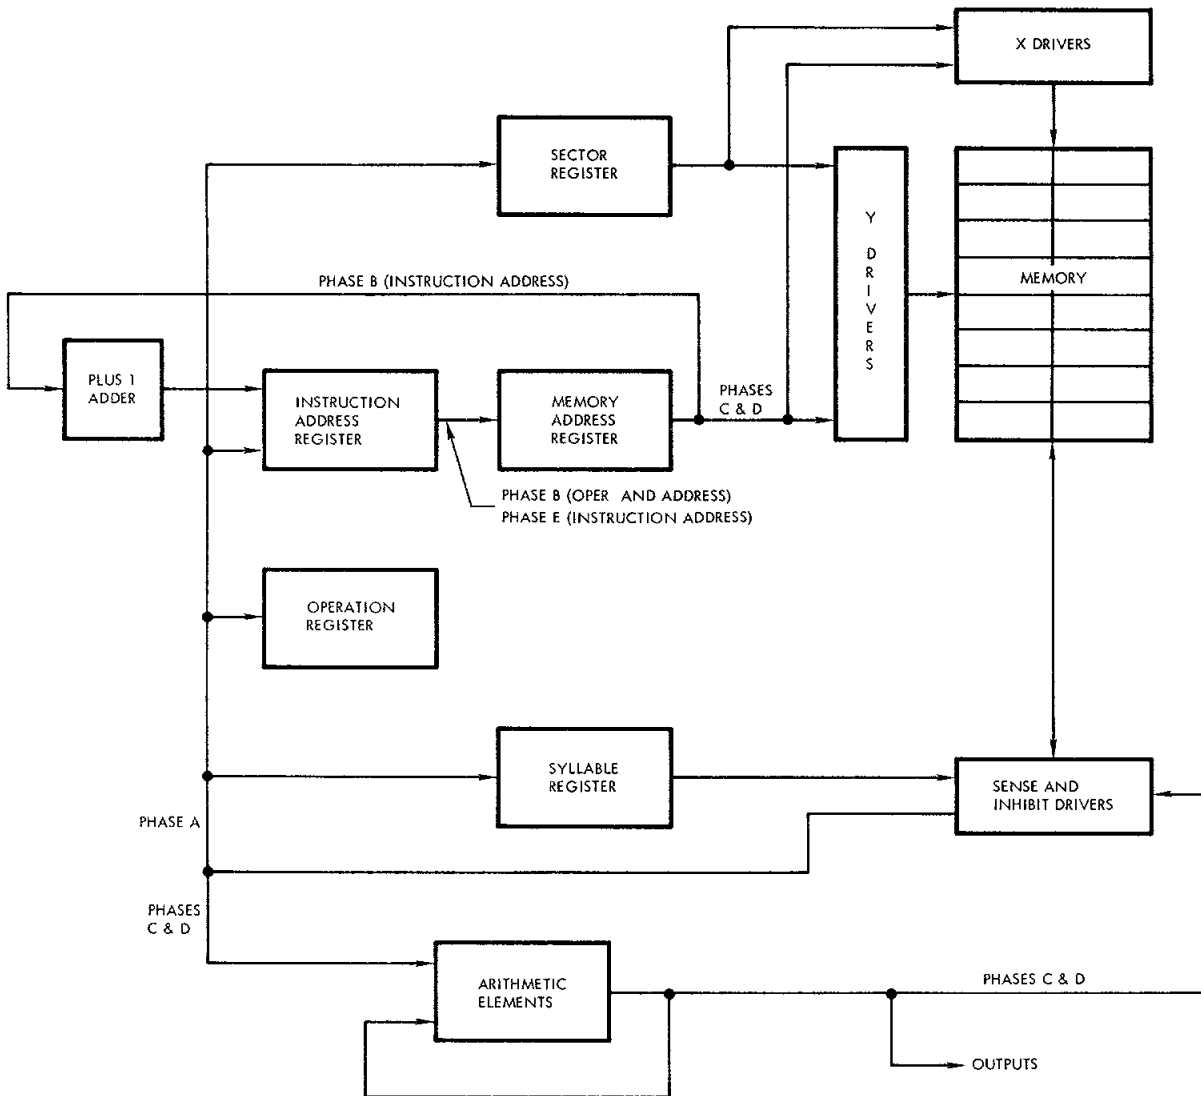 X DRIVERS
SECTOR
REGISTER
Y
D
R
I
V
E
R
S
MEMORY
PHASE B (INSTRUCTION ADDRESS)
PLUS 1
ADDER
INSTRUCTION
ADDRESS
REGISTER
MEMORY
ADDRESS
REGISTER
PHASES
C & D
PHASE B (OPER AND ADDRESS)
PHASE E (INSTRUCTION ADDRESS)
OPERATION
REGISTER
SYLLABLE
REGISTER
SENSE AND
INHIBIT DRIVERS
PHASE A
PHASES
C & D
ARITHMETIC
ELEMENTS
PHASES C & D
OUTPUTS